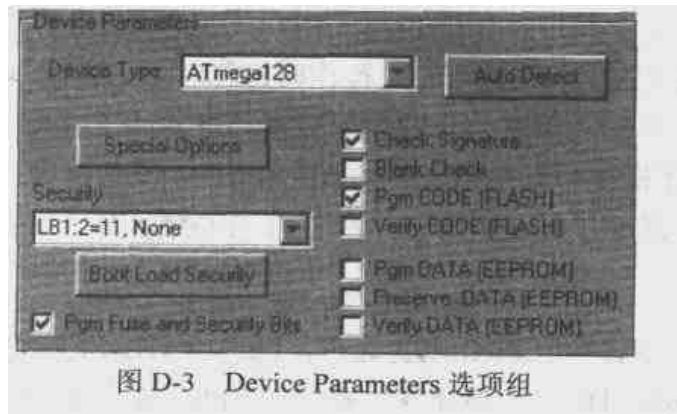 Device Parameters
Device Type ATmega128 Auto Detect
Special Options
Check Signature
Blank Check
Security
Pgm CODE (FLASH)
LB1:2=11, None
Verify CODE (FLASH)
Boot Load Security
Pgm DATA (EEPROM)
Preserve DATA (EEPROM)
Pgm Fuse and Security Bits
Verify DATA (EEPROM)
图 D-3 Device Parameters 选项组